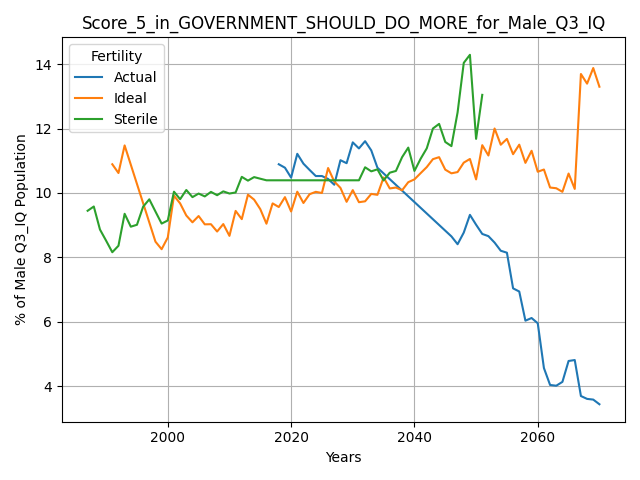 Score_5_in_GOVERNMENT_SHOULD_DO_MORE_for_Male_Q3_IQ
Fertility
Actual
Ideal
Sterile
% of Male Q3_IQ Population
14
12
10
8
6
4
2000
2020
2040
2060
Years